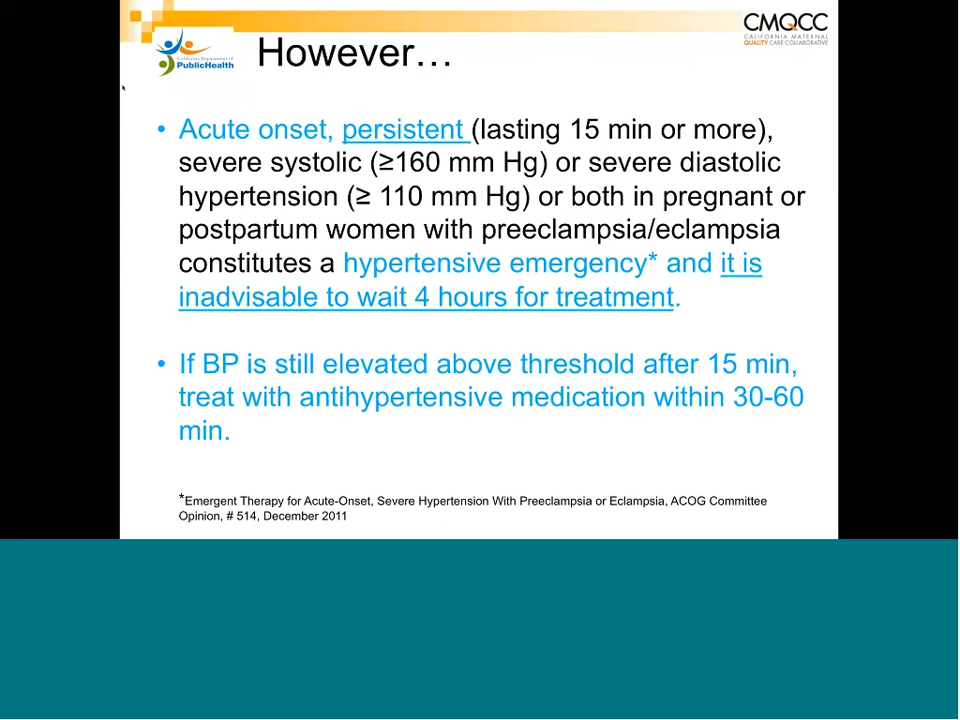 CMQCC
CALIFORNIA MATERNAL
QUALITY CARE COLLABORATIVE
California Department of
PublicHealth
However…
• Acute onset, persistent (lasting 15 min or more),
severe systolic (≥160 mm Hg) or severe diastolic
hypertension (≥ 110 mm Hg) or both in pregnant or
postpartum women with preeclampsia/eclampsia
constitutes a hypertensive emergency* and it is
inadvisable to wait 4 hours for treatment.
• If BP is still elevated above threshold after 15 min,
treat with antihypertensive medication within 30-60
min.
*Emergent Therapy for Acute-Onset, Severe Hypertension With Preeclampsia or Eclampsia, ACOG Committee
Opinion, # 514, December 2011